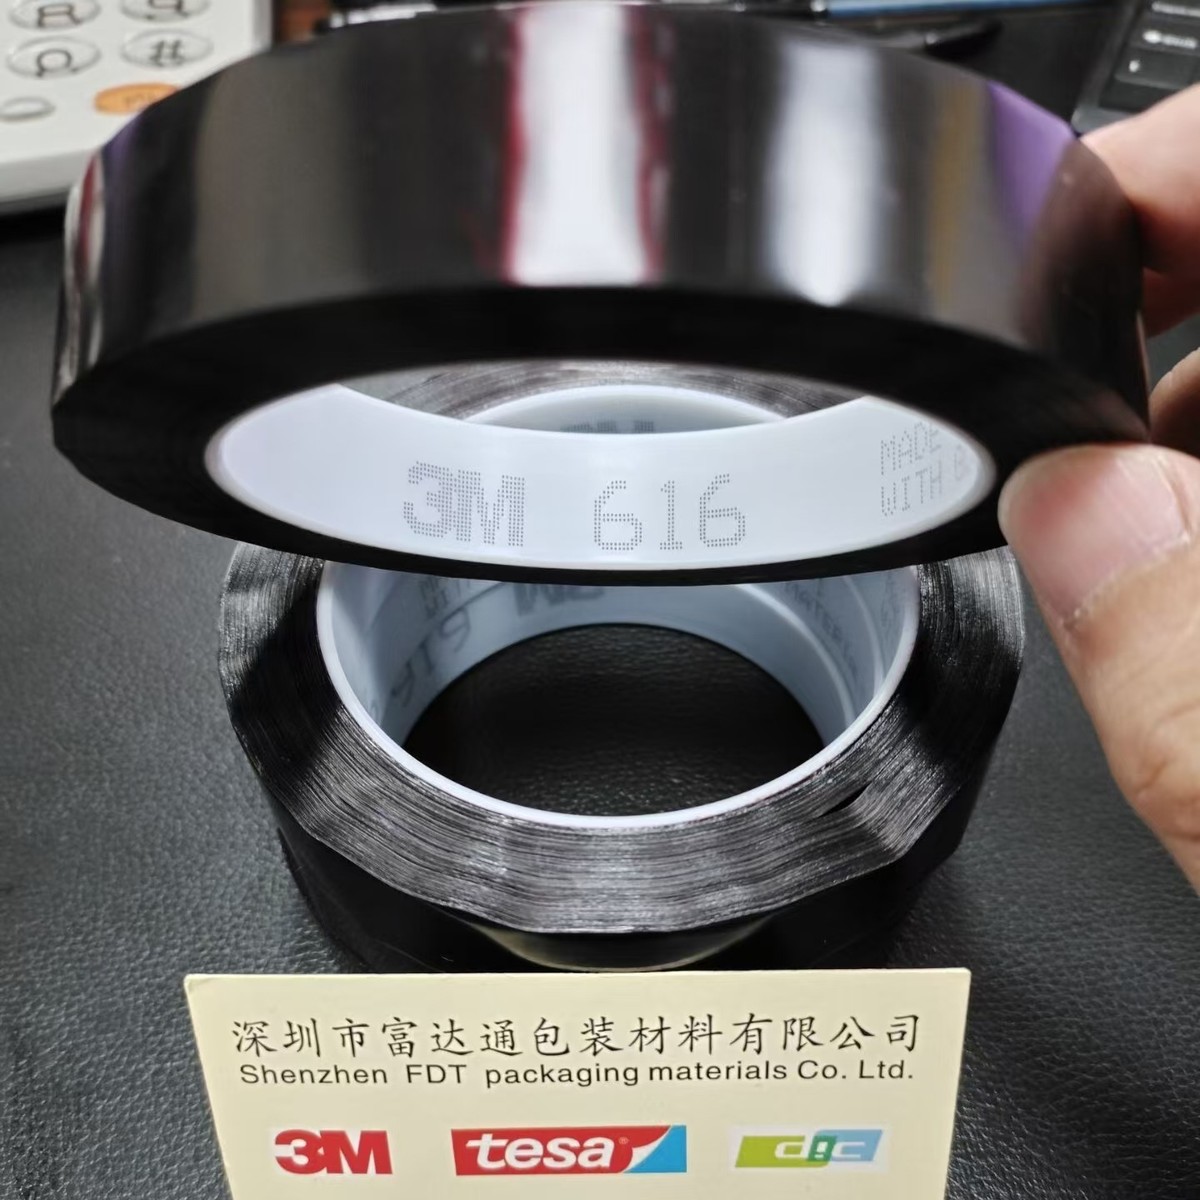 3M 616
MADE
WITH
深圳市富达通包装材料有限公司
Shenzhen FDT packaging materials Co. Ltd.
3M
tesa